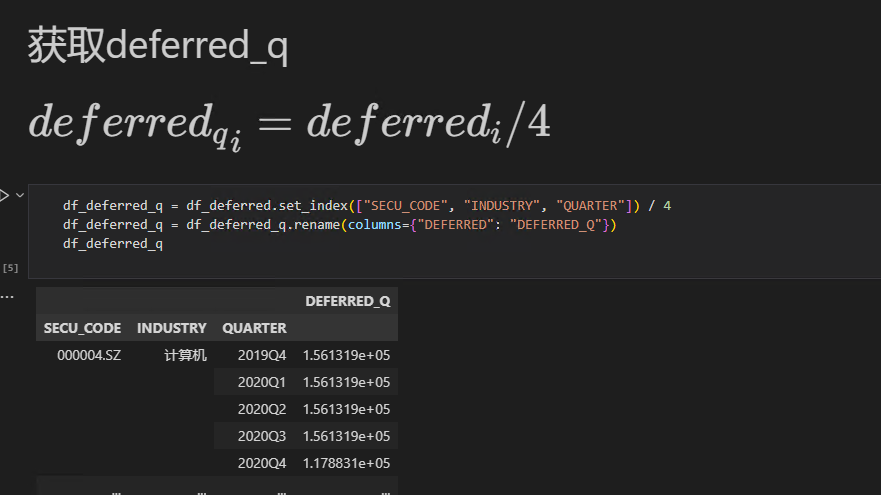 获取deferred_q
deferred_{q_i} = deferred_i/4
df_deferred_q = df_deferred.set_index(["SECU_CODE", "INDUSTRY", "QUARTER"]) / 4
df_deferred_q = df_deferred_q.rename(columns={"DEFERRED": "DEFERRED_Q"})
df_deferred_q
[5]
...
DEFERRED_Q
SECU_CODE INDUSTRY QUARTER
000004.SZ 计算机 2019Q4 1.561319e+05
2020Q1 1.561319e+05
2020Q2 1.561319e+05
2020Q3 1.561319e+05
2020Q4 1.178831e+05
... ... ... ...